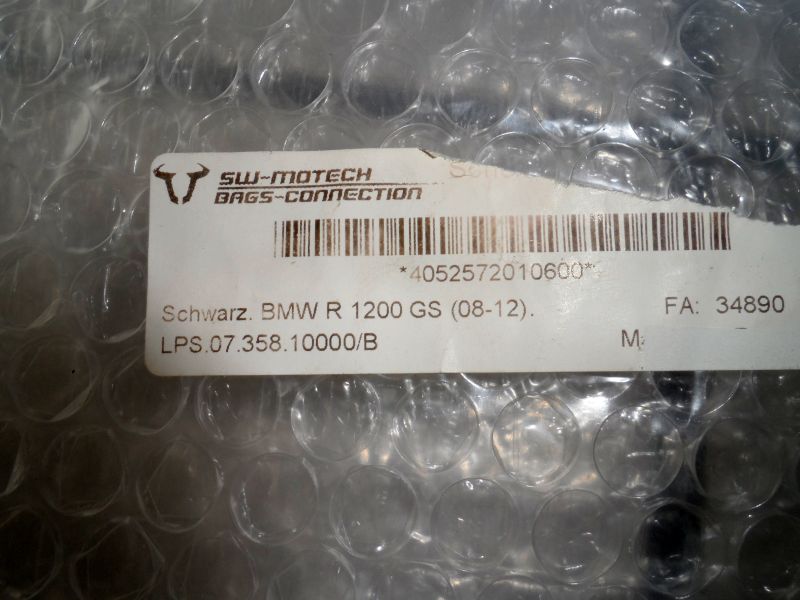 SW-MOTECH
BAGS-CONNECTION
*4052572010600*
Schwarz. BMW R 1200 GS (08-12).
FA: 34890
LPS.07.358.10000/B
M: